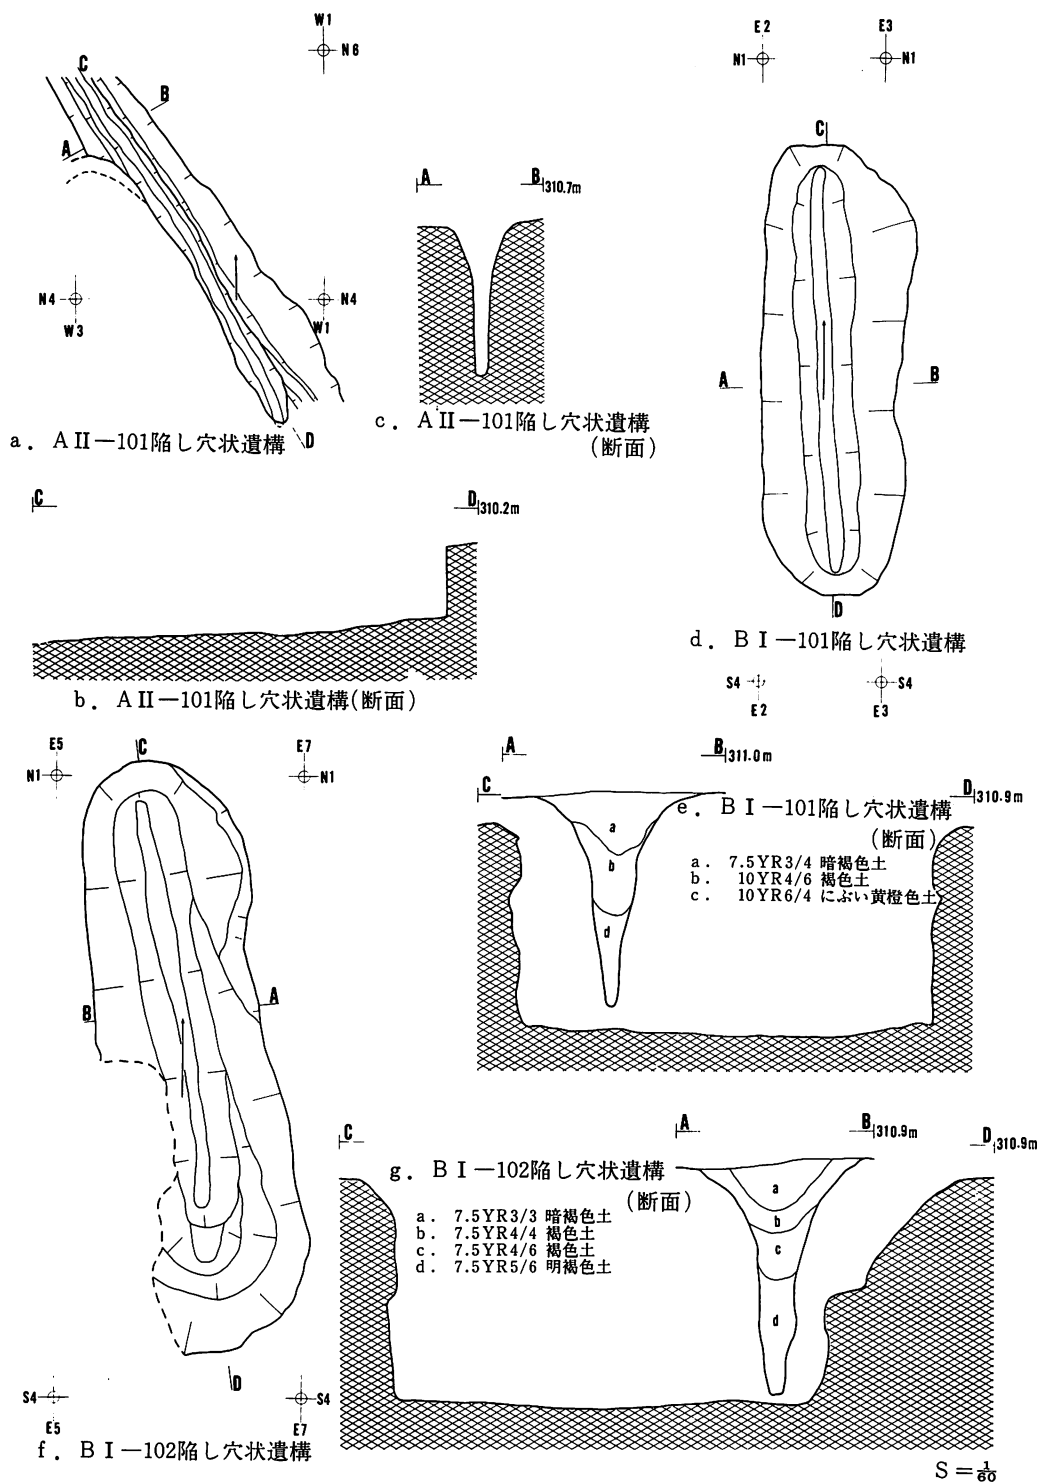 W1
N6
C
B
A
N4
W3
N4
W1
D
a． AⅡ―101陥し穴状遺構
A
B
310.7m
c． AⅡ―101陥し穴状遺構
(断面)
C
D
310.2m
b． AⅡ―101陥し穴状遺構(断面)
E2
E3
N1
N1
C
A
B
D
d． BⅠ―101陥し穴状遺構
S4
S4
E2
E3
E5
C
E7
N1
N1
B
A
D
S4
S4
E5
E7
f． BⅠ―102陥し穴状遺構
A
B
311.0m
C
D
310.9m
a
b
d
e． BⅠ―101陥し穴状遺構
(断面)
a． 7.5YR3/4 暗褐色土
b． 10YR4/6 褐色土
c． 10YR6/4 にぶい黄橙色土
C
A
B
310.9m
D
310.9m
g． BⅠ―102陥し穴状遺構
(断面)
a． 7.5YR3/3 暗褐色土
b． 7.5YR4/4 褐色土
c． 7.5YR4/6 褐色土
d． 7.5YR5/6 明褐色土
a
b
c
d
S＝1/60